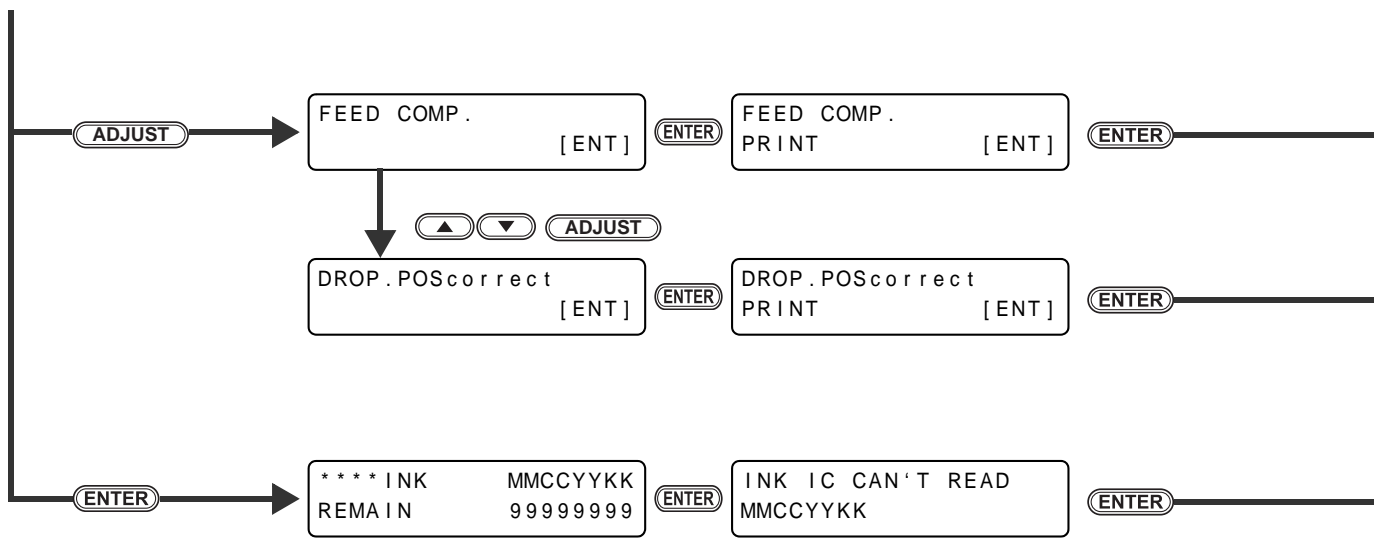 ADJUST
FEED COMP.
[ENT]
ENTER
FEED COMP.
PRINT [ENT]
ENTER
▲ ▼ ADJUST
DROP.POScorrect
[ENT]
ENTER
DROP.POScorrect
PRINT [ENT]
ENTER
ENTER
****INK MMCCYYKK
REMAIN 99999999
ENTER
INK IC CAN‘T READ
MMCCYYKK
ENTER